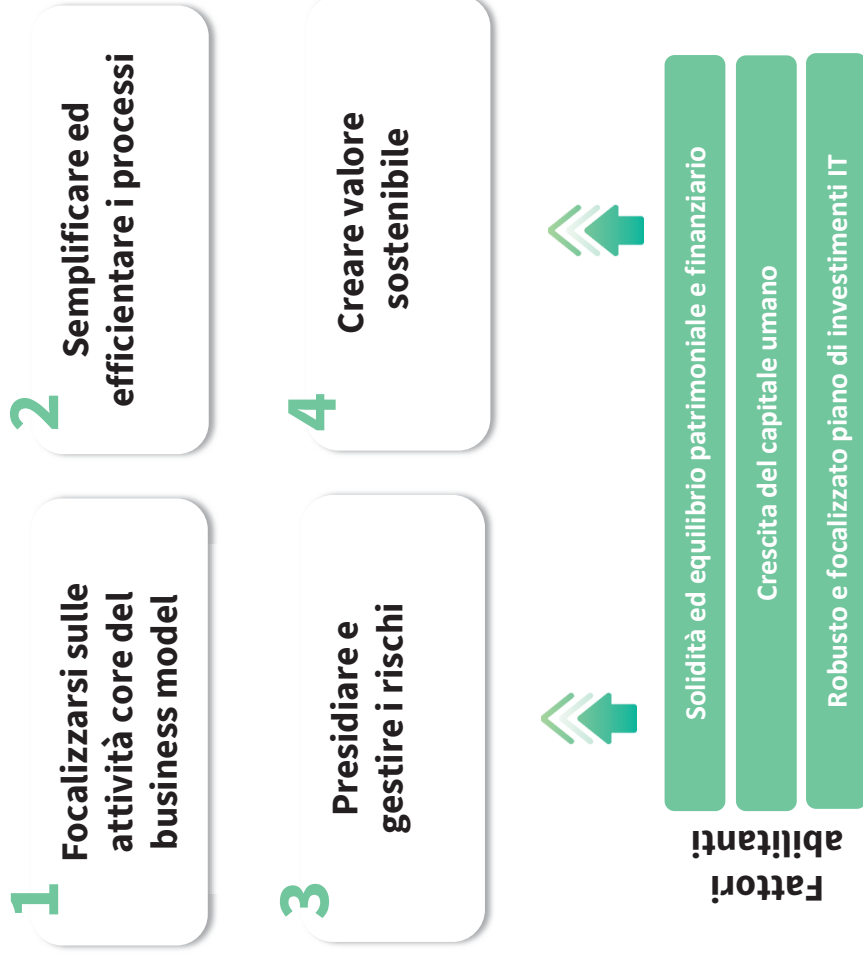 1
Focalizzarsi sulle
attività core del
business model
2
Semplificare ed
efficientare i processi
3
Presidiare e
gestire i rischi
4
Creare valore
sostenibile
Fattori
abilitanti
Solidità ed equilibrio patrimoniale e finanziario
Crescita del capitale umano
Robusto e focalizzato piano di investimenti IT